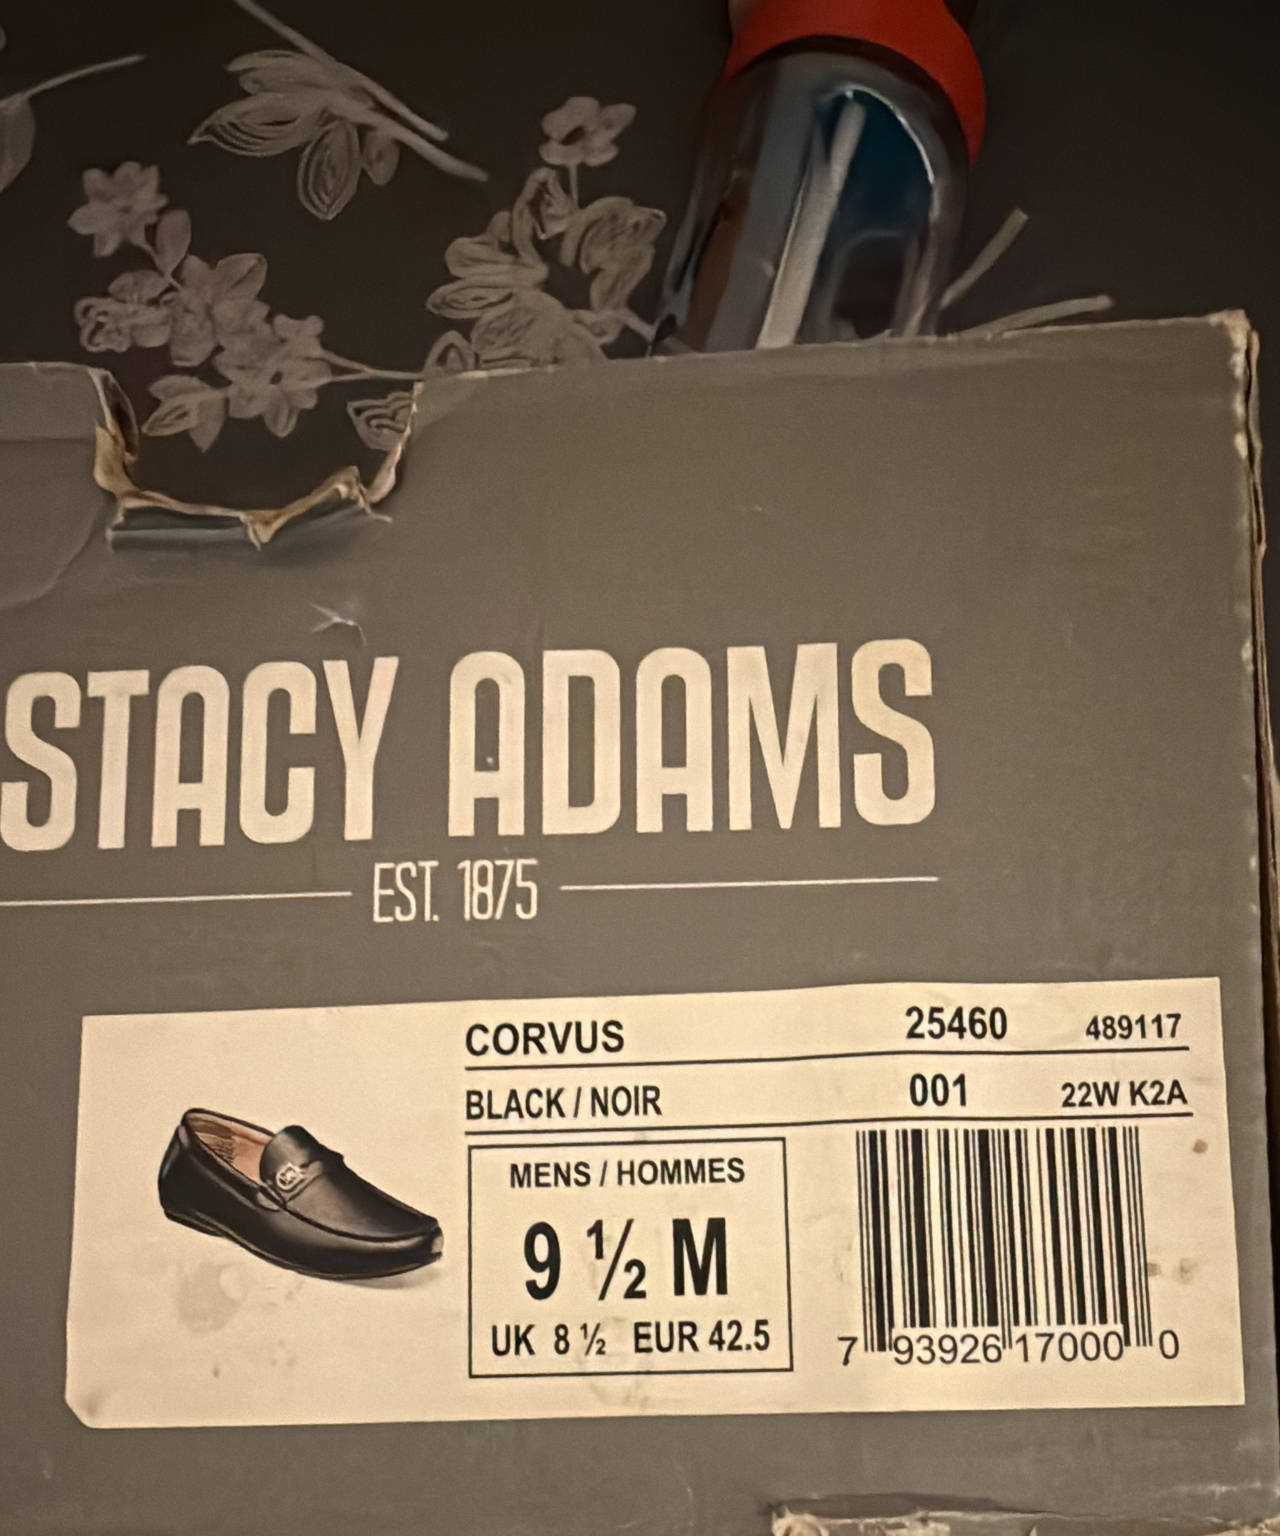 STACY ADAMS
EST. 1875
CORVUS 25460 489117
BLACK / NOIR 001 22W K2A
MENS / HOMMES
9 ½ M
UK 8 ½ EUR 42.5
7 93926 17000 0